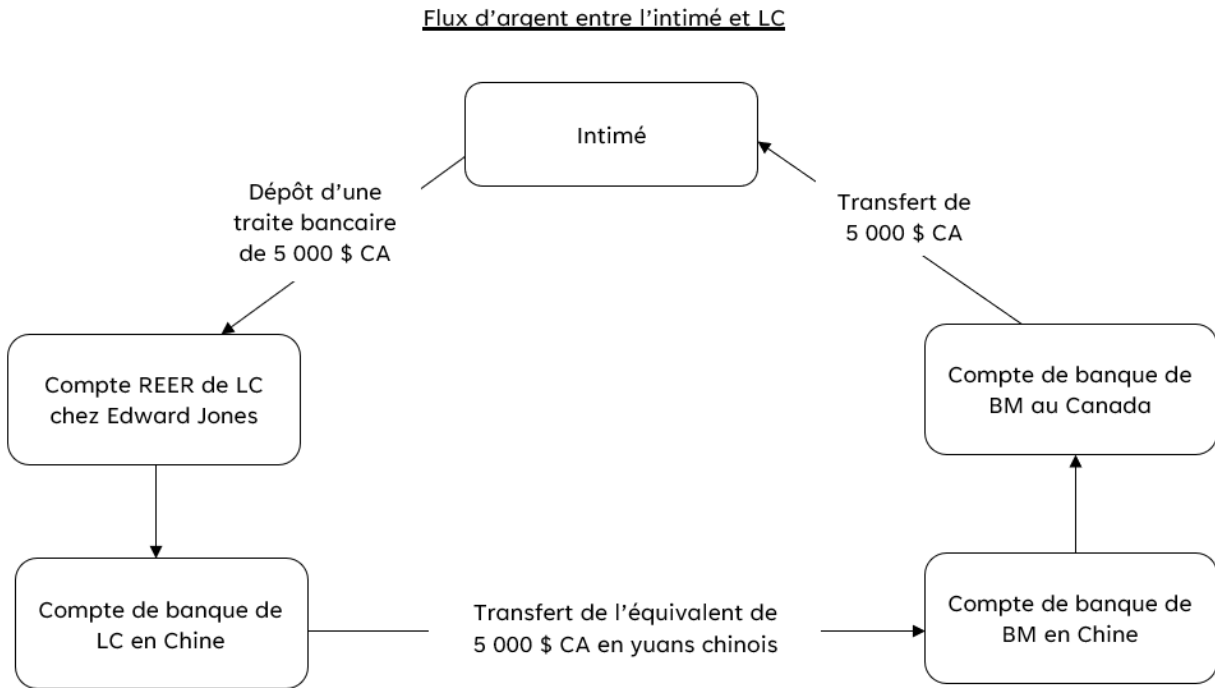 Flux d’argent entre l’intimé et LC
Intimé
Dépôt d’une
traite bancaire
de 5 000 $ CA
Transfert de
5 000 $ CA
Compte REER de LC
chez Edward Jones
Compte de banque de
BM au Canada
Compte de banque de
LC en Chine
Transfert de l’équivalent de
5 000 $ CA en yuans chinois
Compte de banque de
BM en Chine